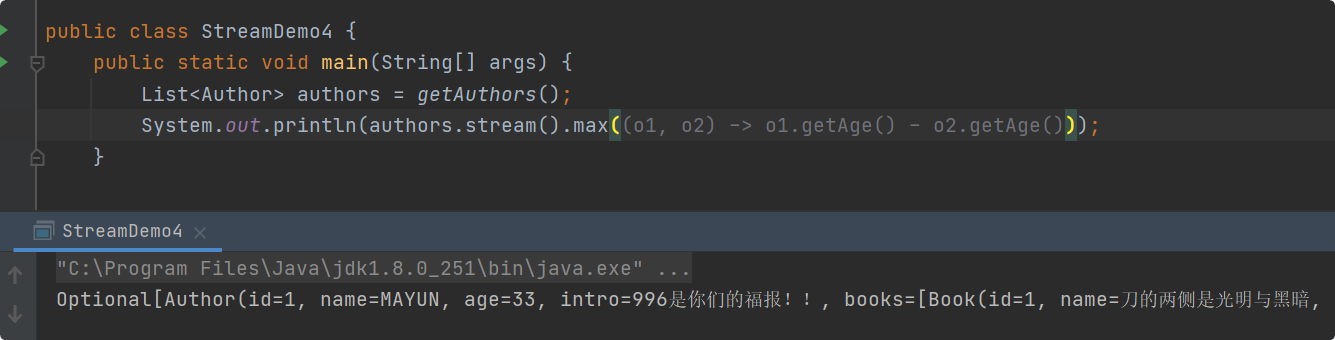 public class StreamDemo4 {
public static void main(String[] args) {
List<Author> authors = getAuthors();
System.out.println(authors.stream().max((o1, o2) -> o1.getAge() - o2.getAge()));
}
StreamDemo4 ×
"C:\Program Files\Java\jdk1.8.0_251\bin\java.exe" ...
Optional[Author(id=1, name=MAYUN, age=33, intro=996是你们的福报！！, books=[Book(id=1, name=刀的两侧是光明与黑暗,